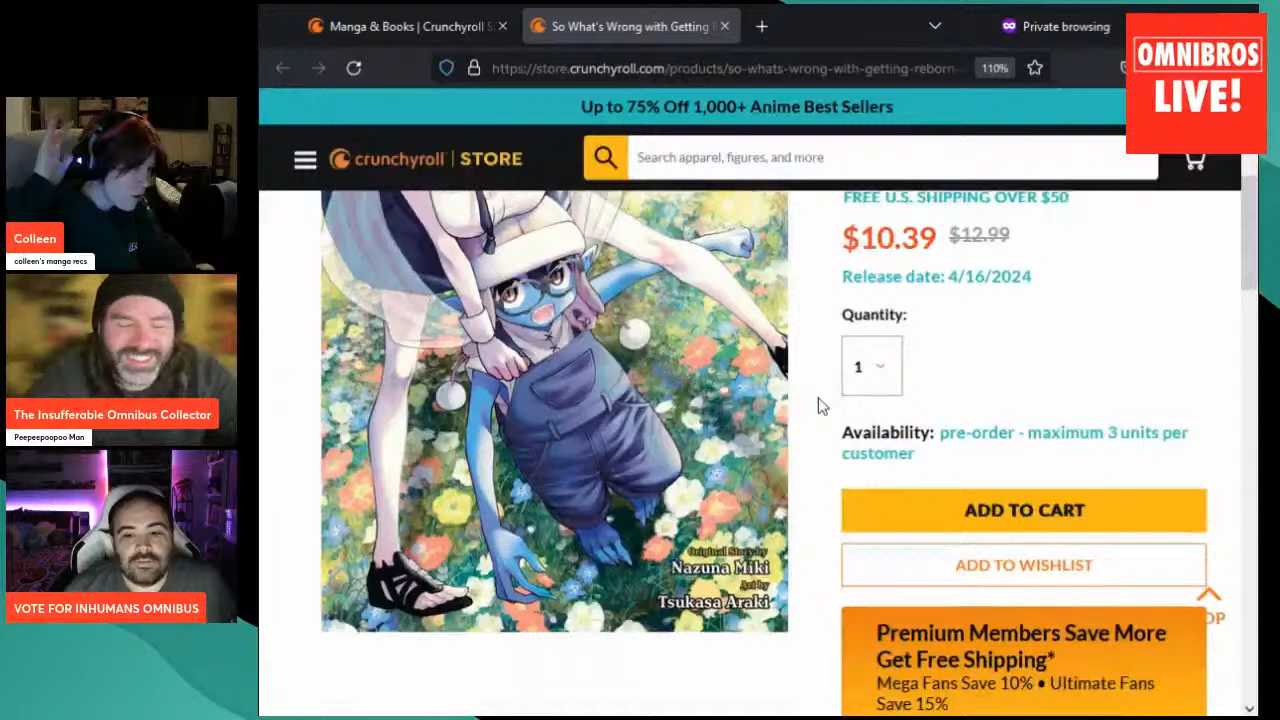 Manga & Books | Crunchyroll S
So What's Wrong with Getting
Private browsing
https://store.crunchyroll.com/products/so-whats-wrong-with-getting-reborn-
110%
OMNIBROS
LIVE!
Up to 75% Off 1,000+ Anime Best Sellers
crunchyroll | STORE
Search apparel, figures, and more
FREE U.S. SHIPPING OVER $50
$10.39 $12.99
Release date: 4/16/2024
Quantity:
1
Availability: pre-order - maximum 3 units per
customer
ADD TO CART
ADD TO WISHLIST
OP
Premium Members Save More
Get Free Shipping*
Mega Fans Save 10% • Ultimate Fans
Save 15%
Original Story by
Nazuna Miki
Art by
Tsukasa Araki
Colleen
colleen's manga recs
The Insufferable Omnibus Collector
Peepeepoopoo Man
VOTE FOR INHUMANS OMNIBUS